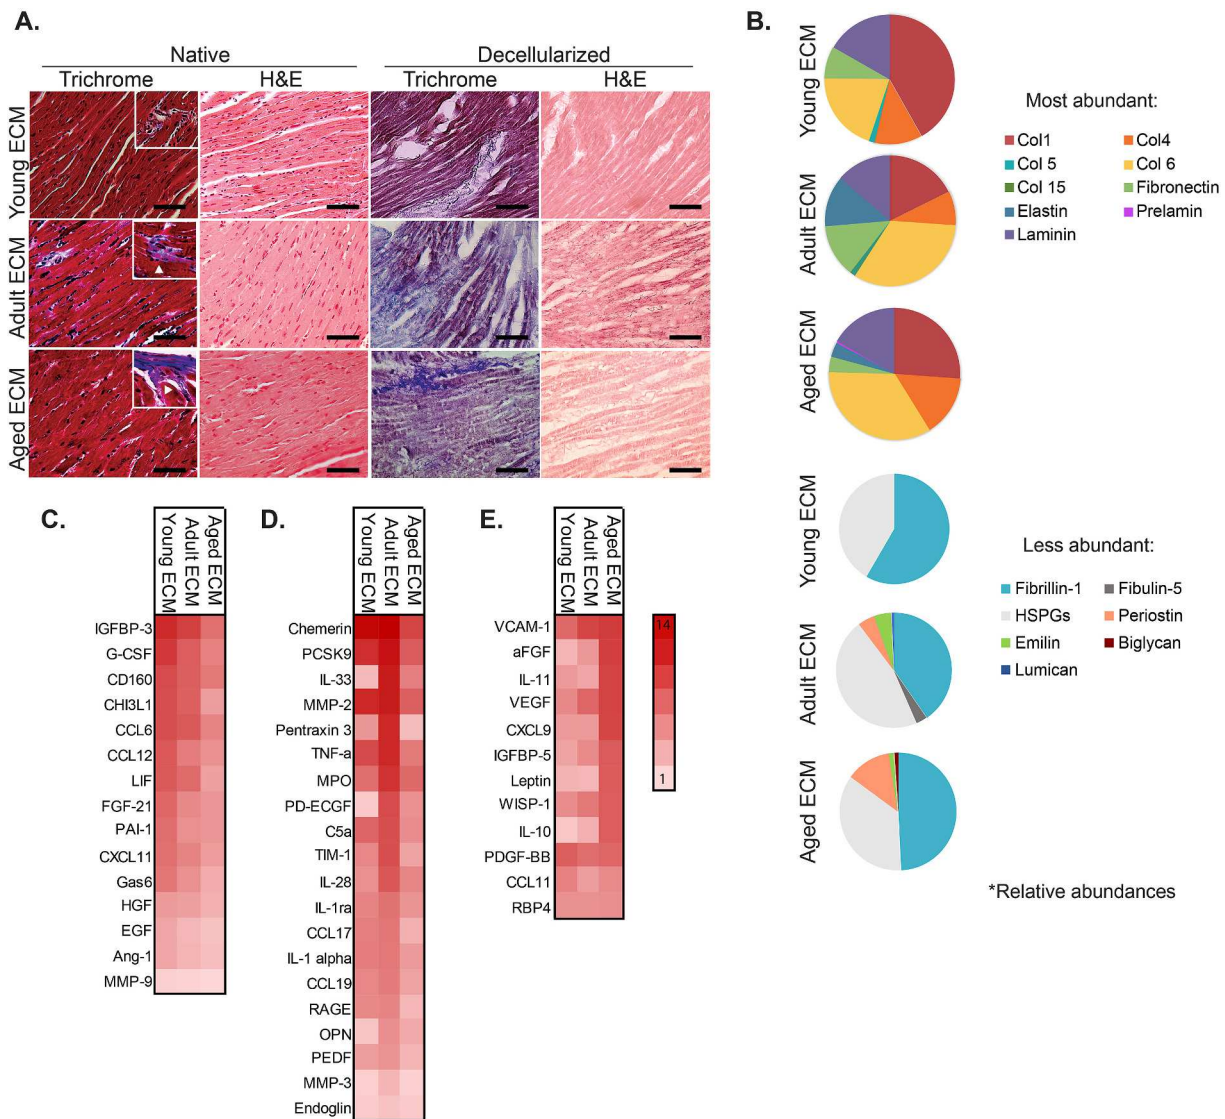 A.
Native
Decellularized
Trichrome
H&E
Trichrome
H&E
Young ECM
Adult ECM
Aged ECM
B.
Young ECM
Adult ECM
Aged ECM
Most abundant:
Col1
Col4
Col 5
Col 6
Col 15
Fibronectin
Elastin
Prelamin
Laminin
Young ECM
Adult ECM
Aged ECM
Less abundant:
Fibrillin-1
Fibulin-5
HSPGs
Periostin
Emilin
Biglycan
Lumican
*Relative abundances
C.
Young ECM
Adult ECM
Aged ECM
IGFBP-3
G-CSF
CD160
CHI3L1
CCL6
CCL12
LIF
FGF-21
PAI-1
CXCL11
Gas6
HGF
EGF
Ang-1
MMP-9
D.
Young ECM
Adult ECM
Aged ECM
Chemerin
PCSK9
IL-33
MMP-2
Pentraxin 3
TNF-a
MPO
PD-ECGF
C5a
TIM-1
IL-28
IL-1ra
CCL17
IL-1 alpha
CCL19
RAGE
OPN
PEDF
MMP-3
Endoglin
E.
Young ECM
Adult ECM
Aged ECM
VCAM-1
aFGF
IL-11
VEGF
CXCL9
IGFBP-5
Leptin
WISP-1
IL-10
PDGF-BB
CCL11
RBP4
14
1